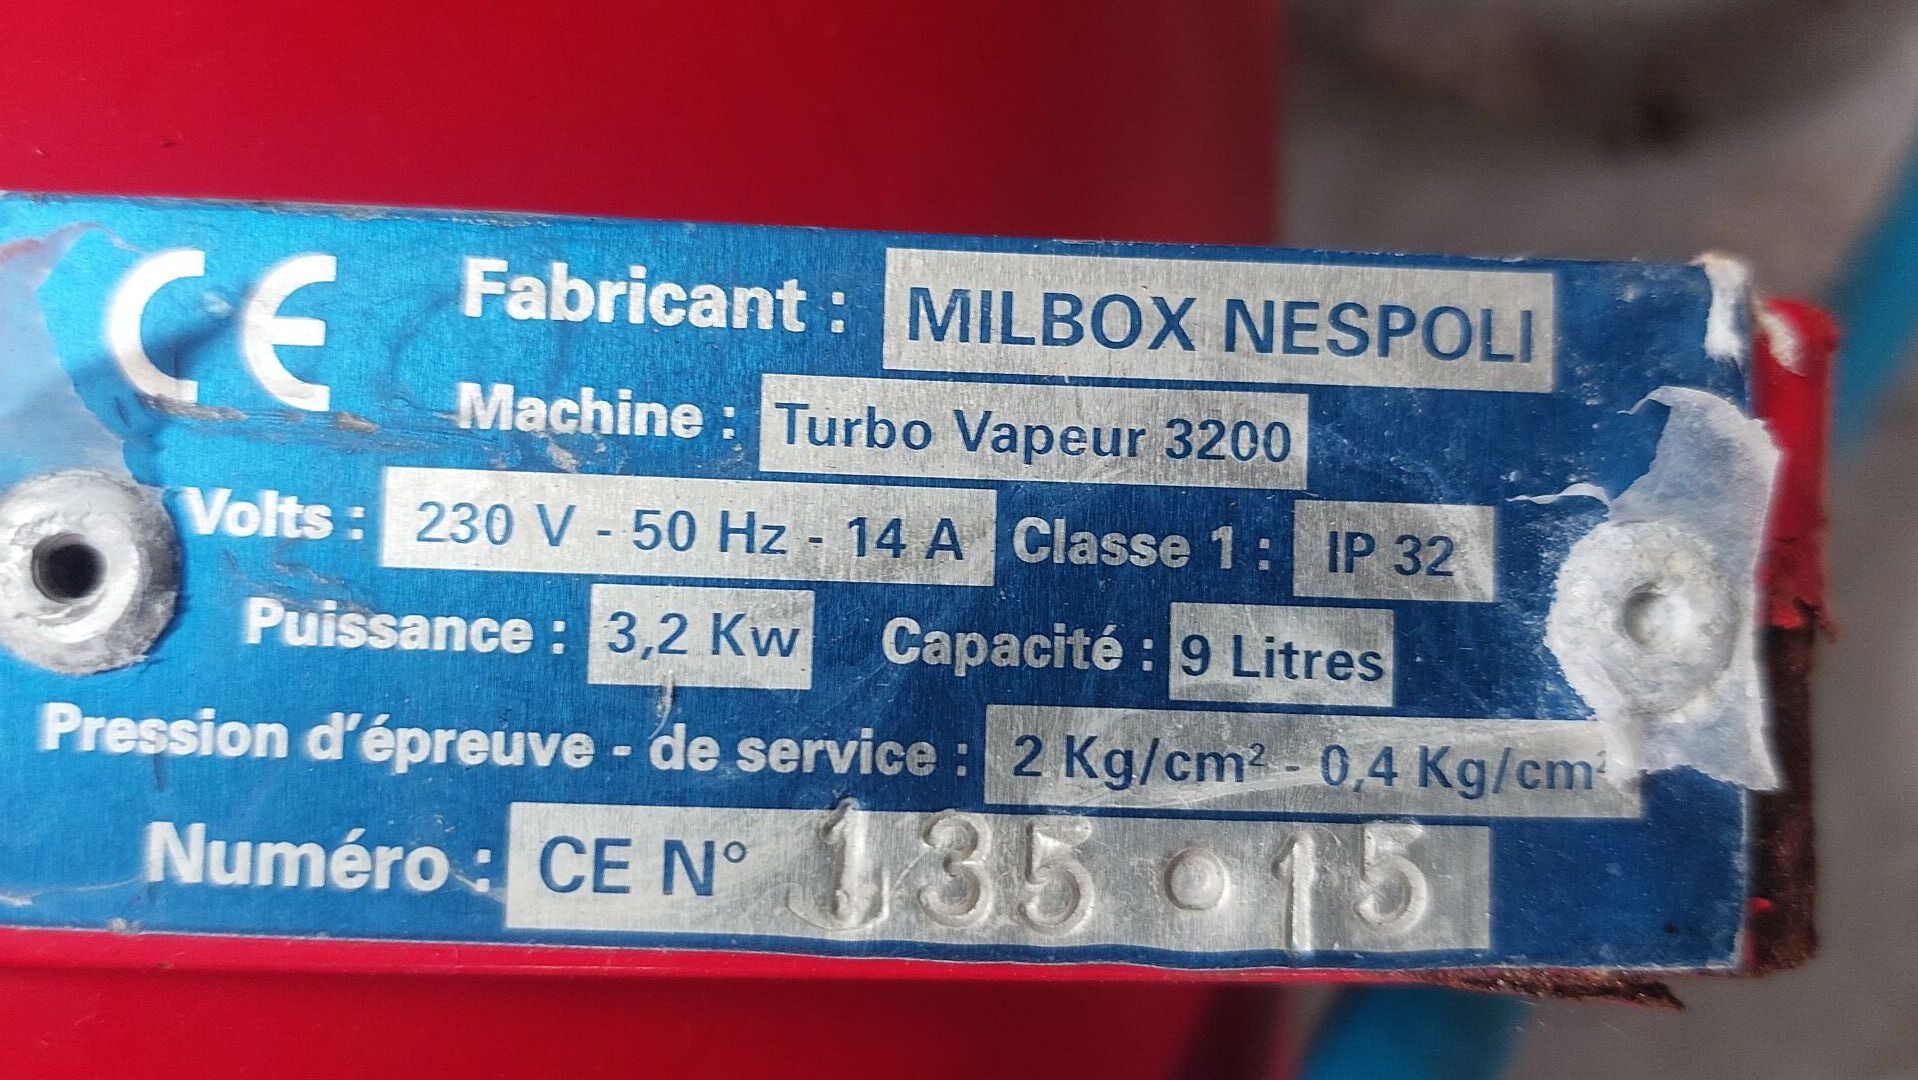 CE Fabricant : MILBOX NESPOLI
Machine : Turbo Vapeur 3200
Volts : 230 V - 50 Hz - 14 A Classe 1 : IP 32
Puissance : 3,2 Kw Capacité : 9 Litres
Pression d'épreuve - de service : 2 Kg/cm² - 0,4 Kg/cm²
Numéro : CE N° 135 • 15